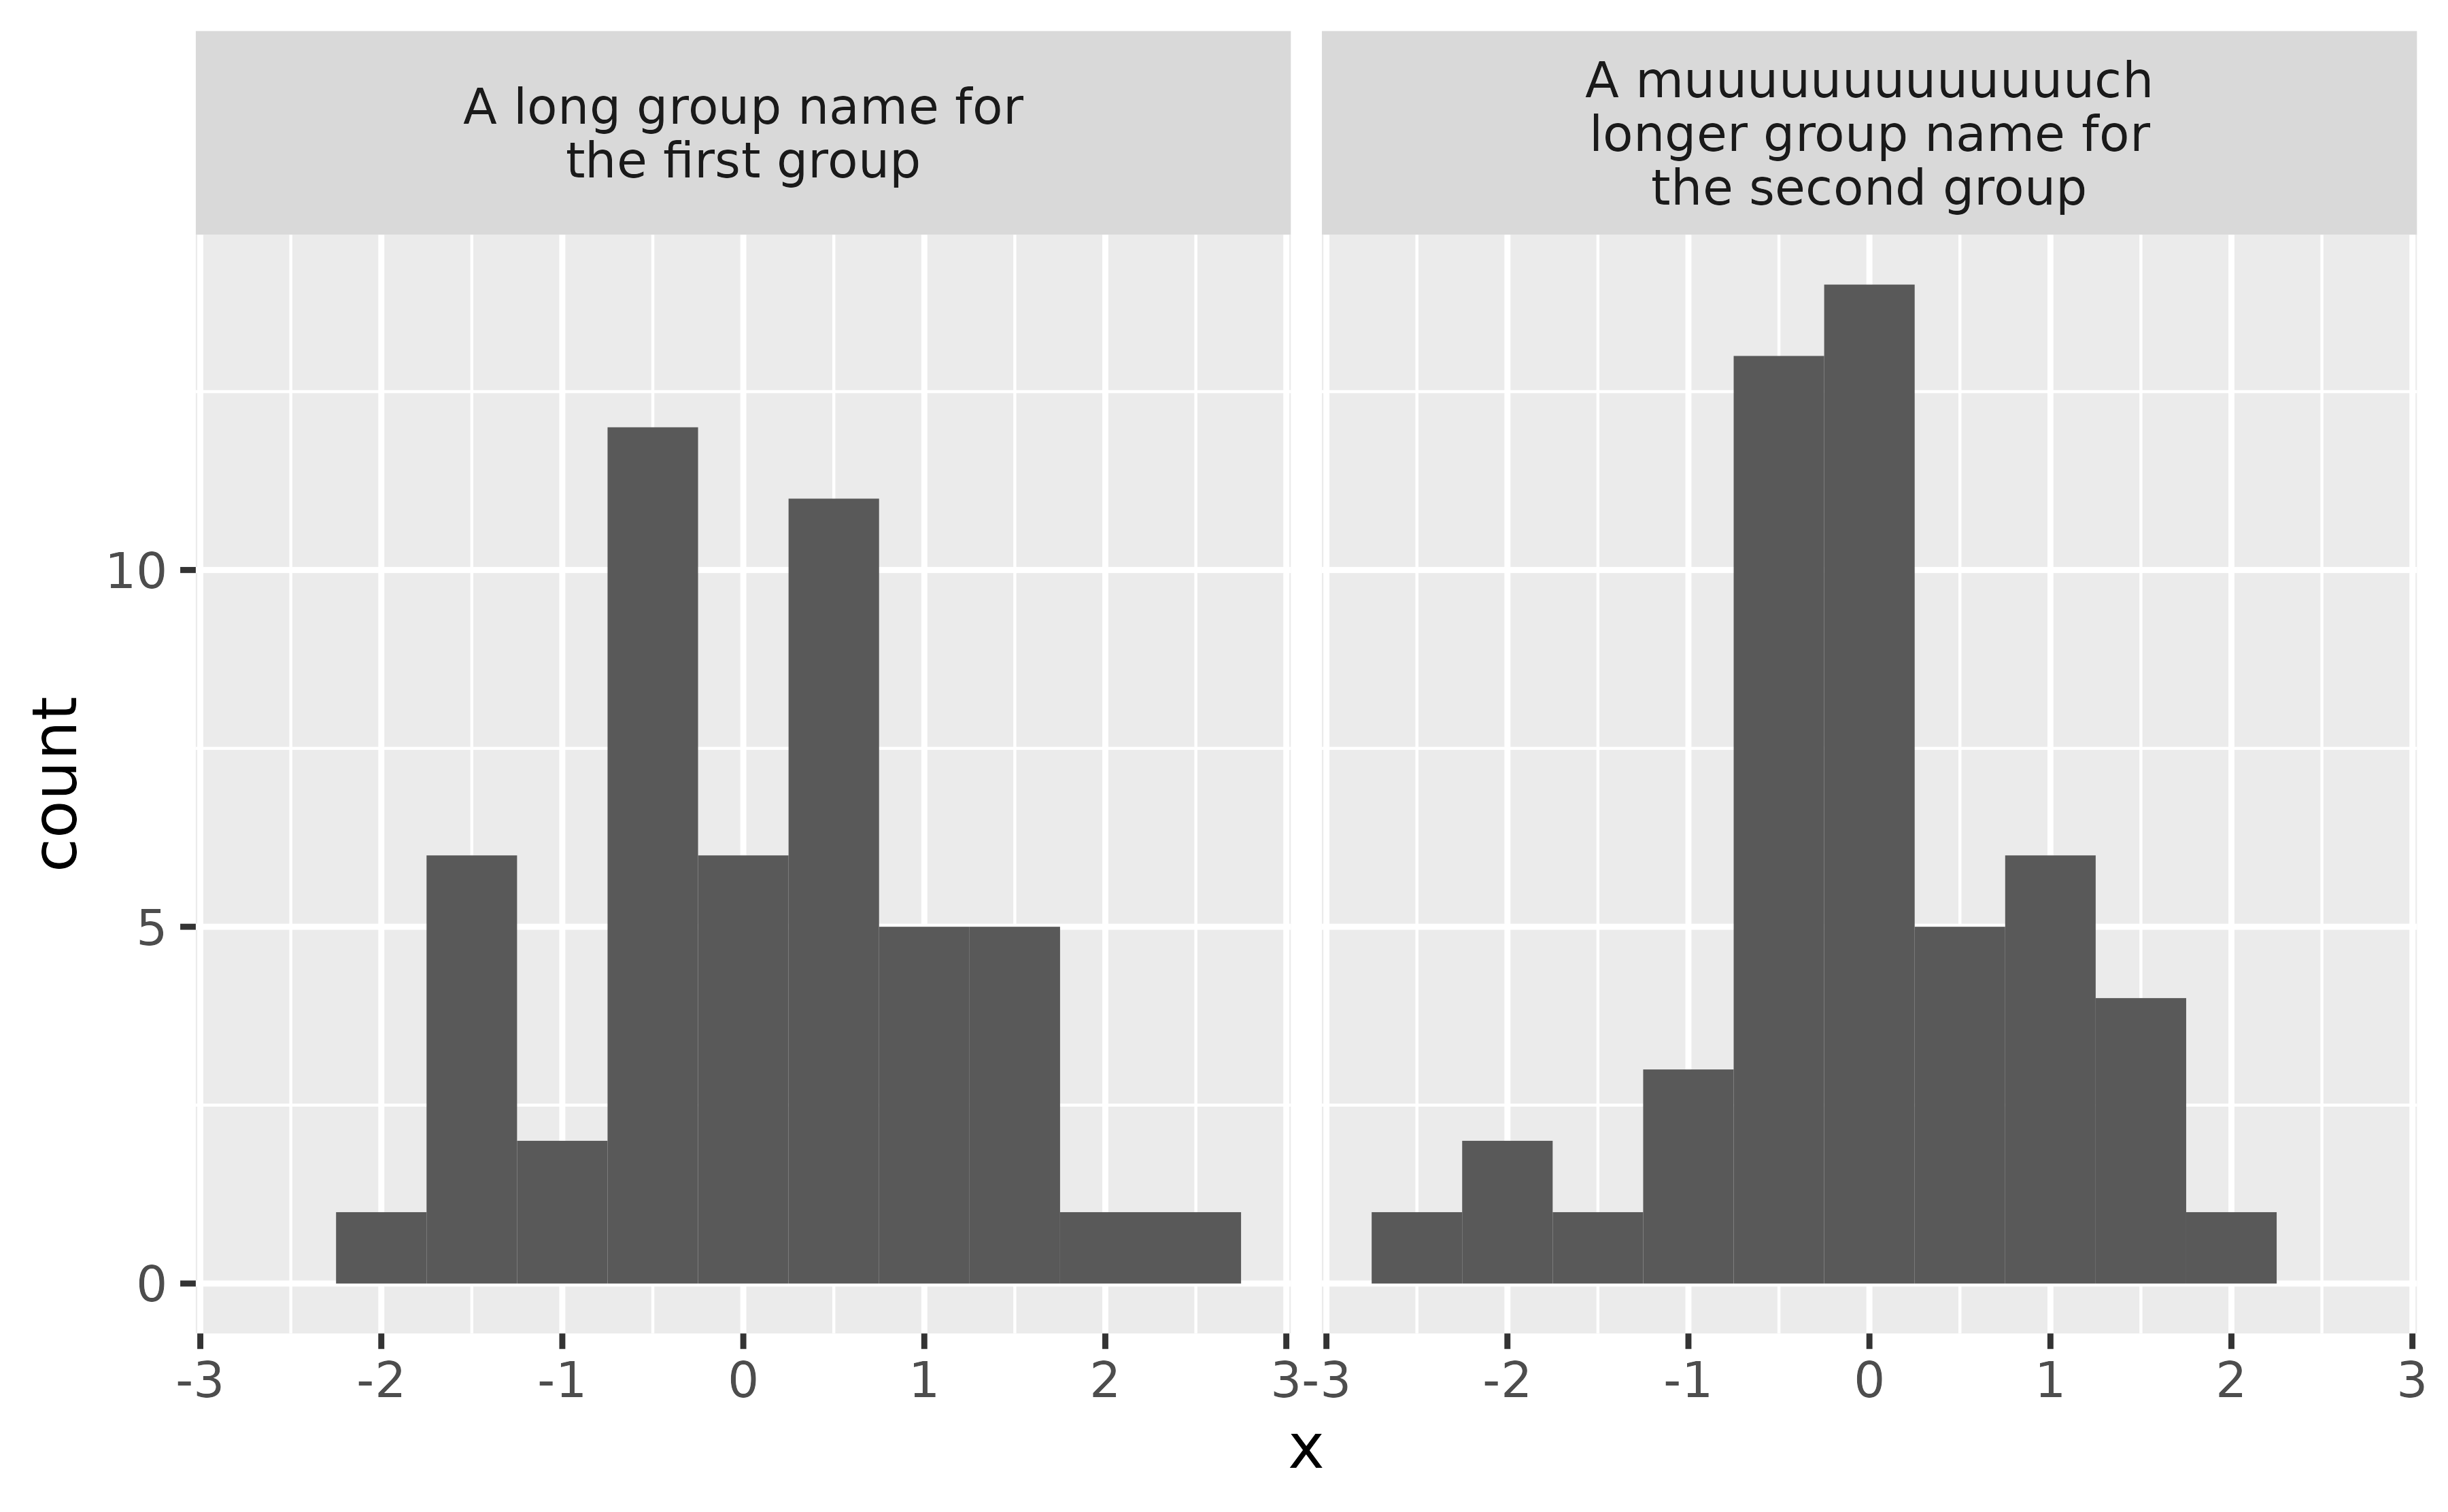 A long group name for
the first group
A muuuuuuuuuuuuuch
longer group name for
the second group
count
10
5
0
-3 -2 -1 0 1 2 3
-3 -2 -1 0 1 2 3
x